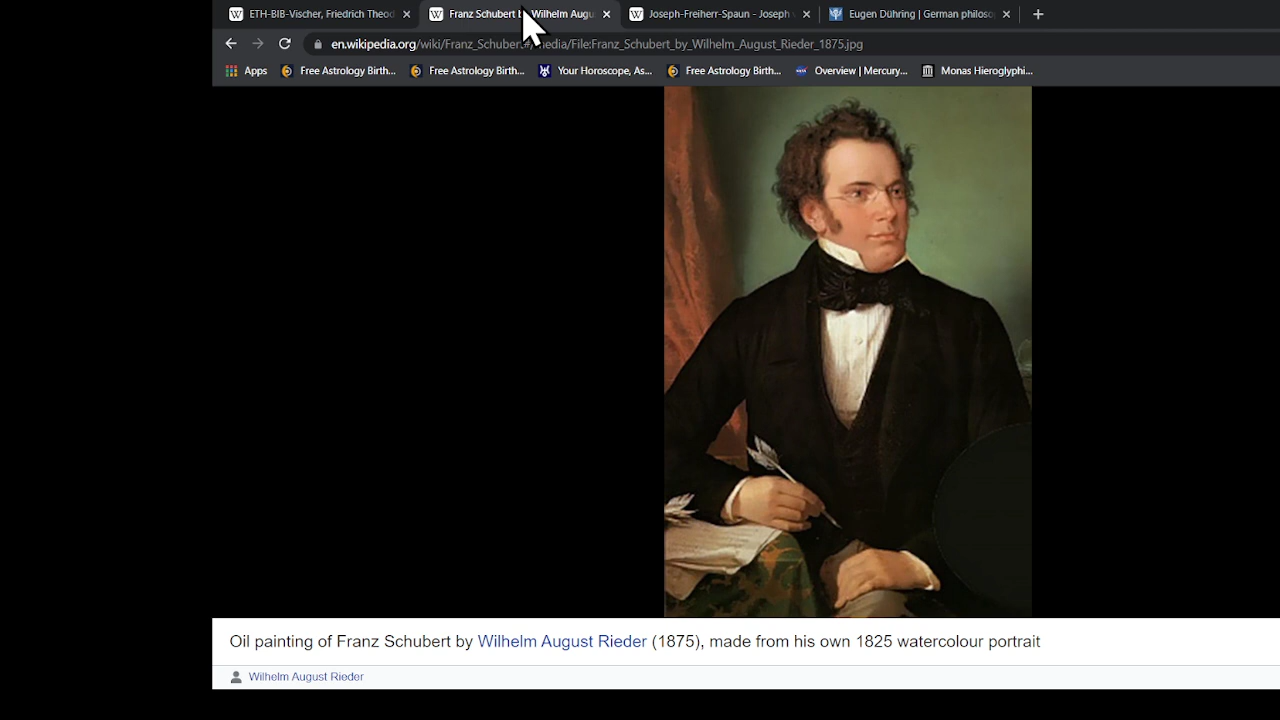 ETH-BIB-Vischer, Friedrich Theod
Franz Schubert by Wilhelm Augu
Joseph-Freiherr-Spaun - Joseph
Eugen Dühring | German philoso
en.wikipedia.org/wiki/Franz_Schubert#/media/File:Franz_Schubert_by_Wilhelm_August_Rieder_1875.jpg
Apps Free Astrology Birth... Free Astrology Birth... Your Horoscope, As... Free Astrology Birth... Overview | Mercury... Monas Hieroglyphi...
Oil painting of Franz Schubert by Wilhelm August Rieder (1875), made from his own 1825 watercolour portrait
Wilhelm August Rieder